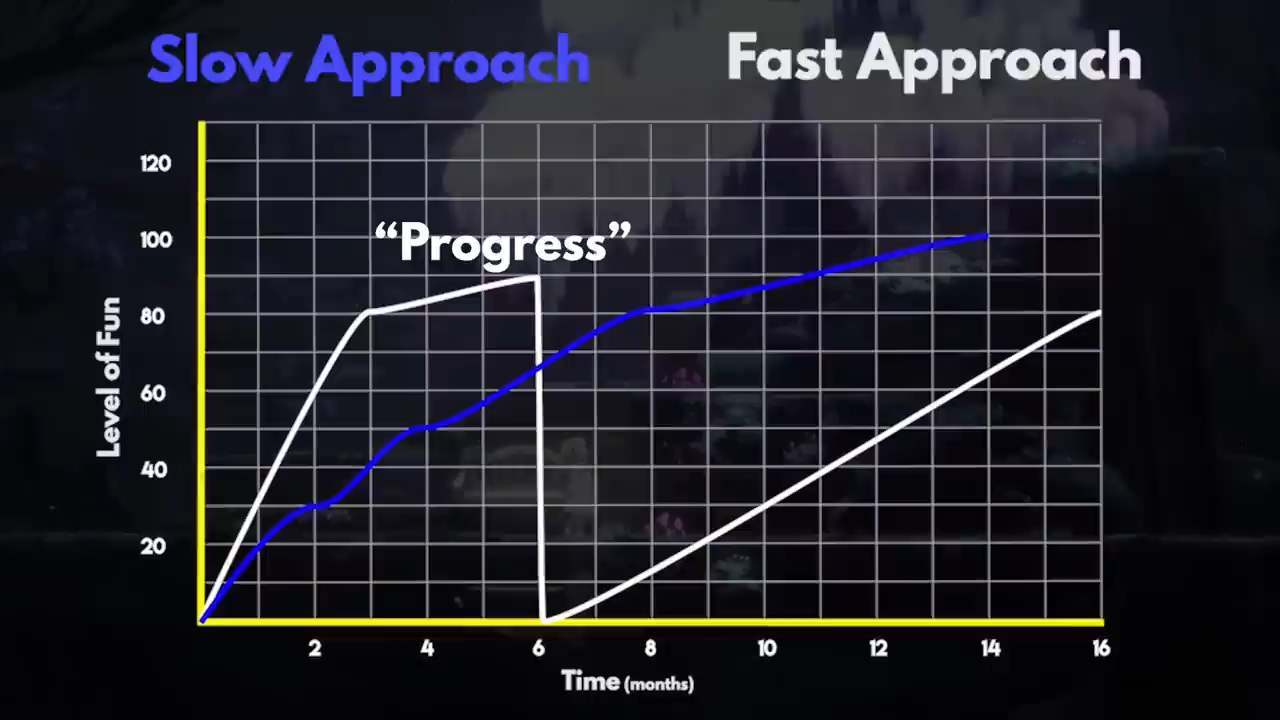 Slow Approach
Fast Approach
120
“Progress”
100
80
60
40
20
Level of Fun
2 4 6 8 10 12 14 16
Time (months)